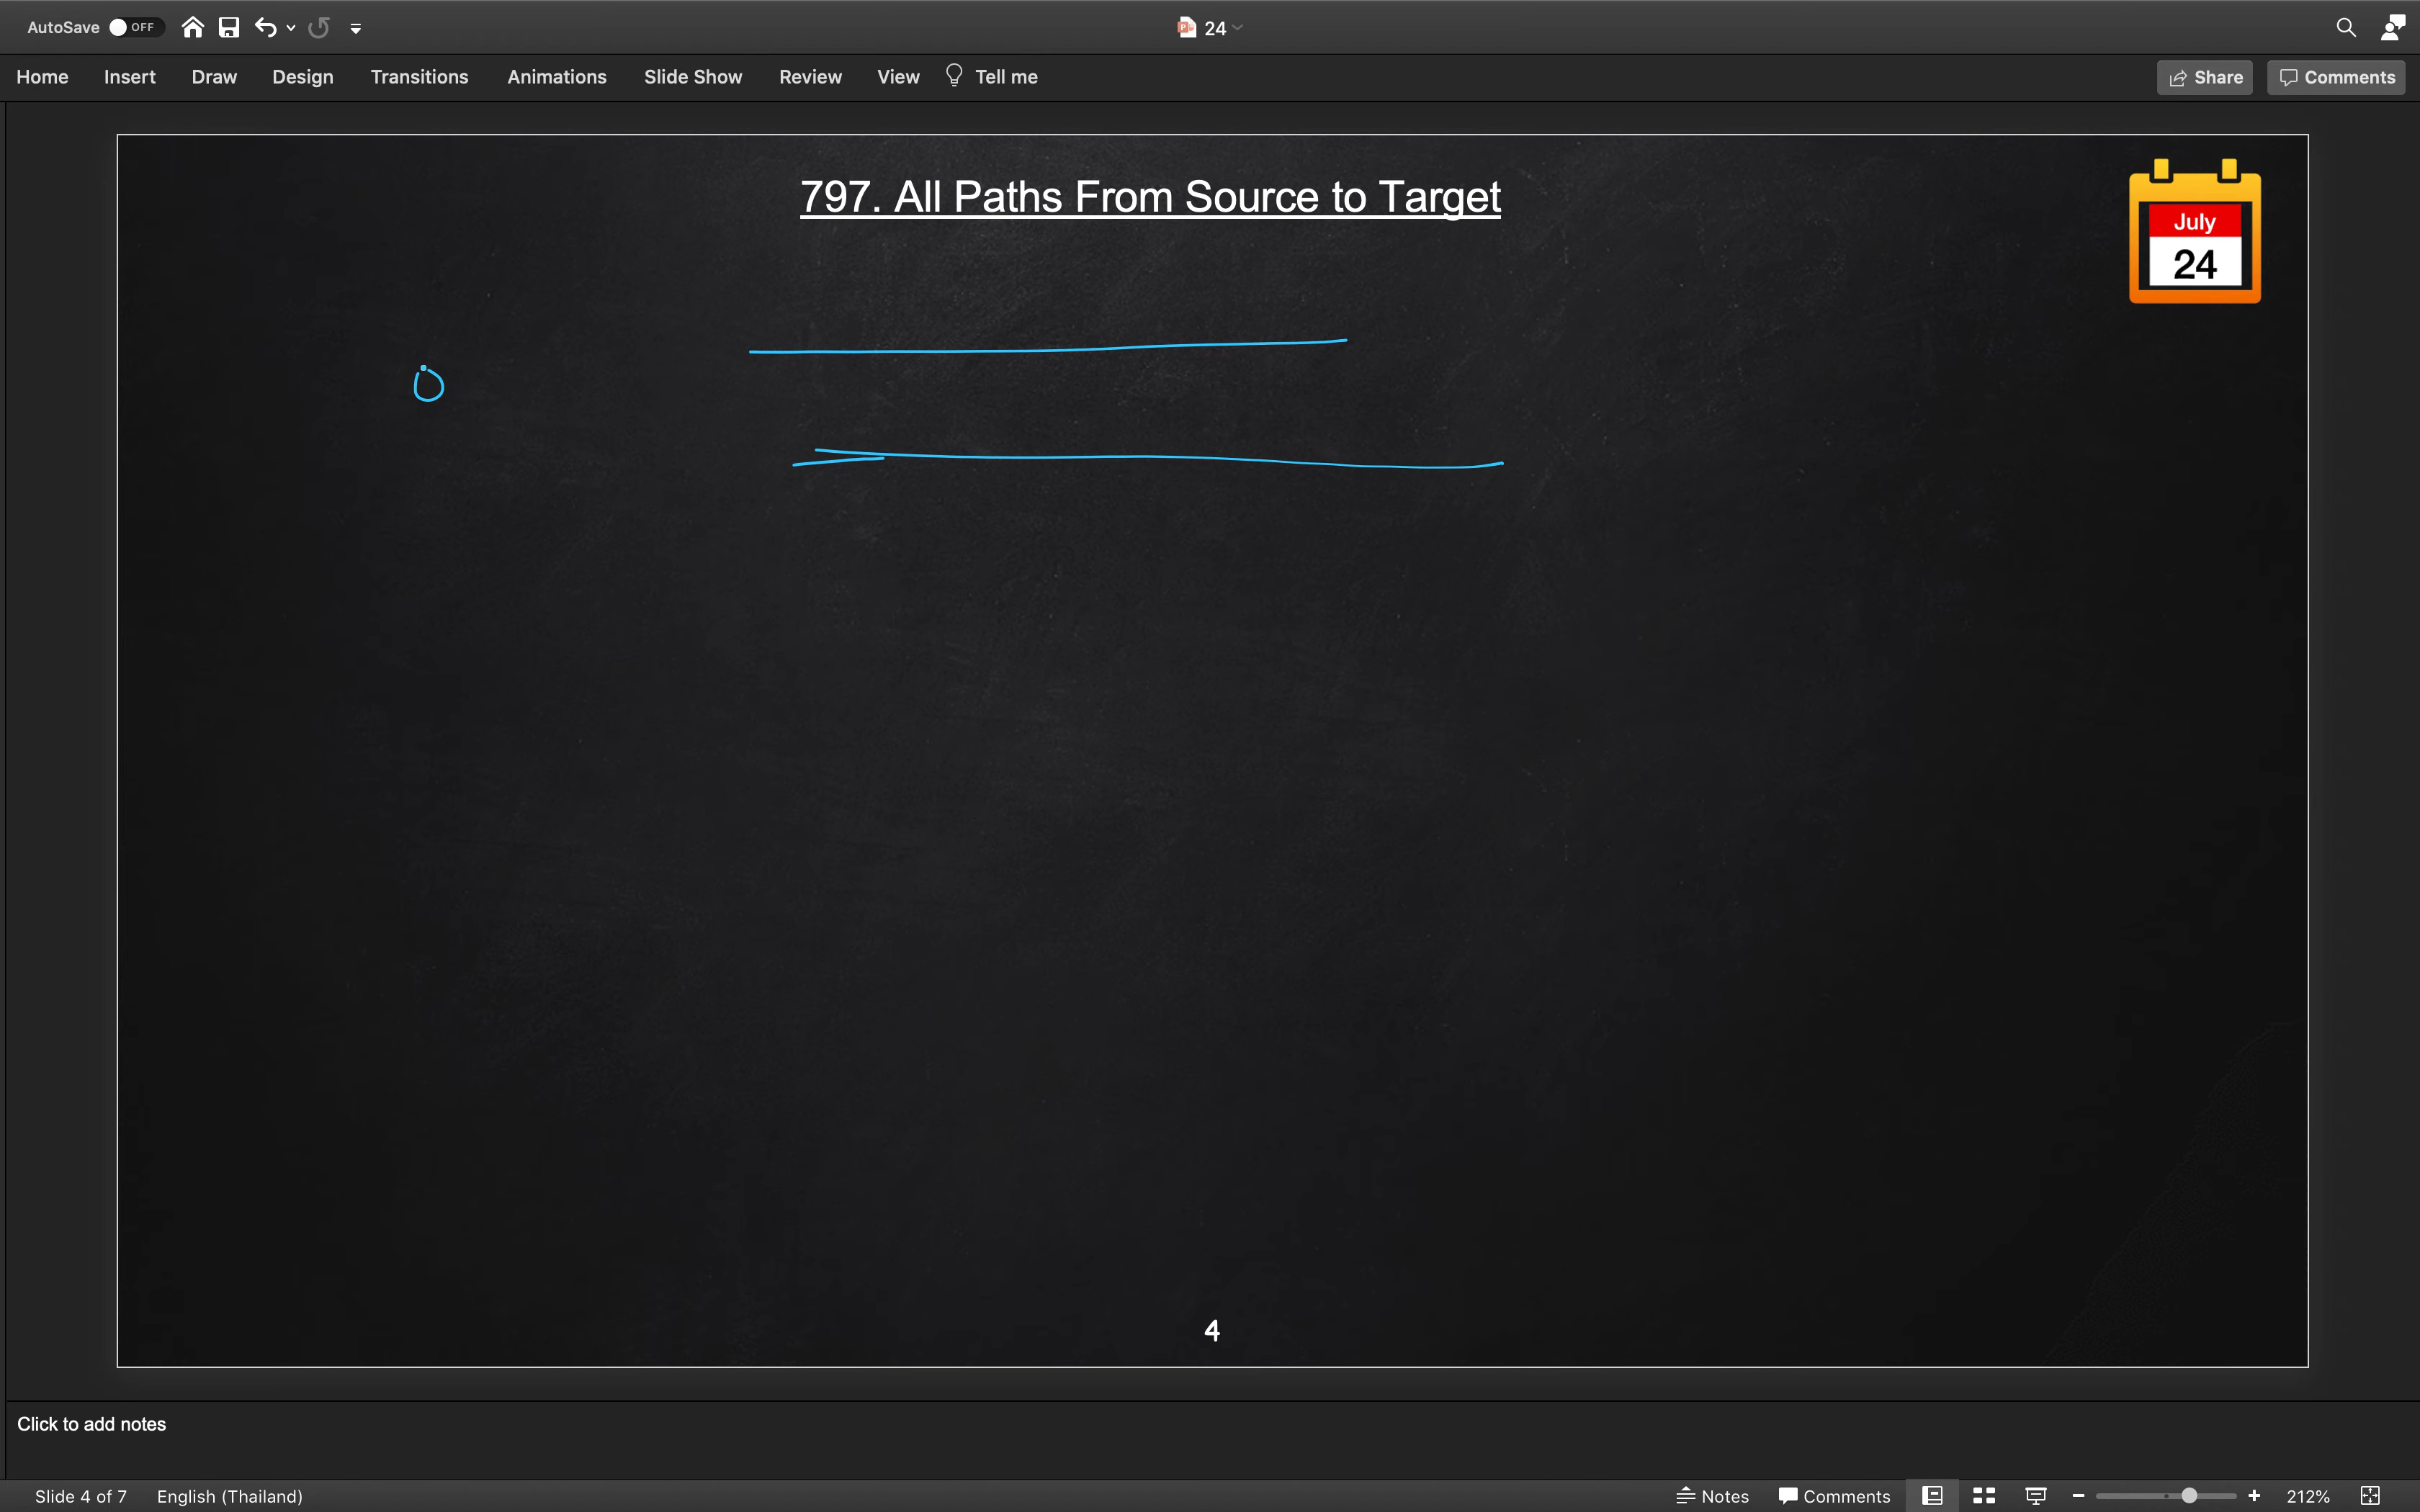 AutoSave OFF 24
Home Insert Draw Design Transitions Animations Slide Show Review View Tell me Share Comments
797. All Paths From Source to Target
July
24
4
Click to add notes
Slide 4 of 7 English (Thailand) Notes Comments 212%